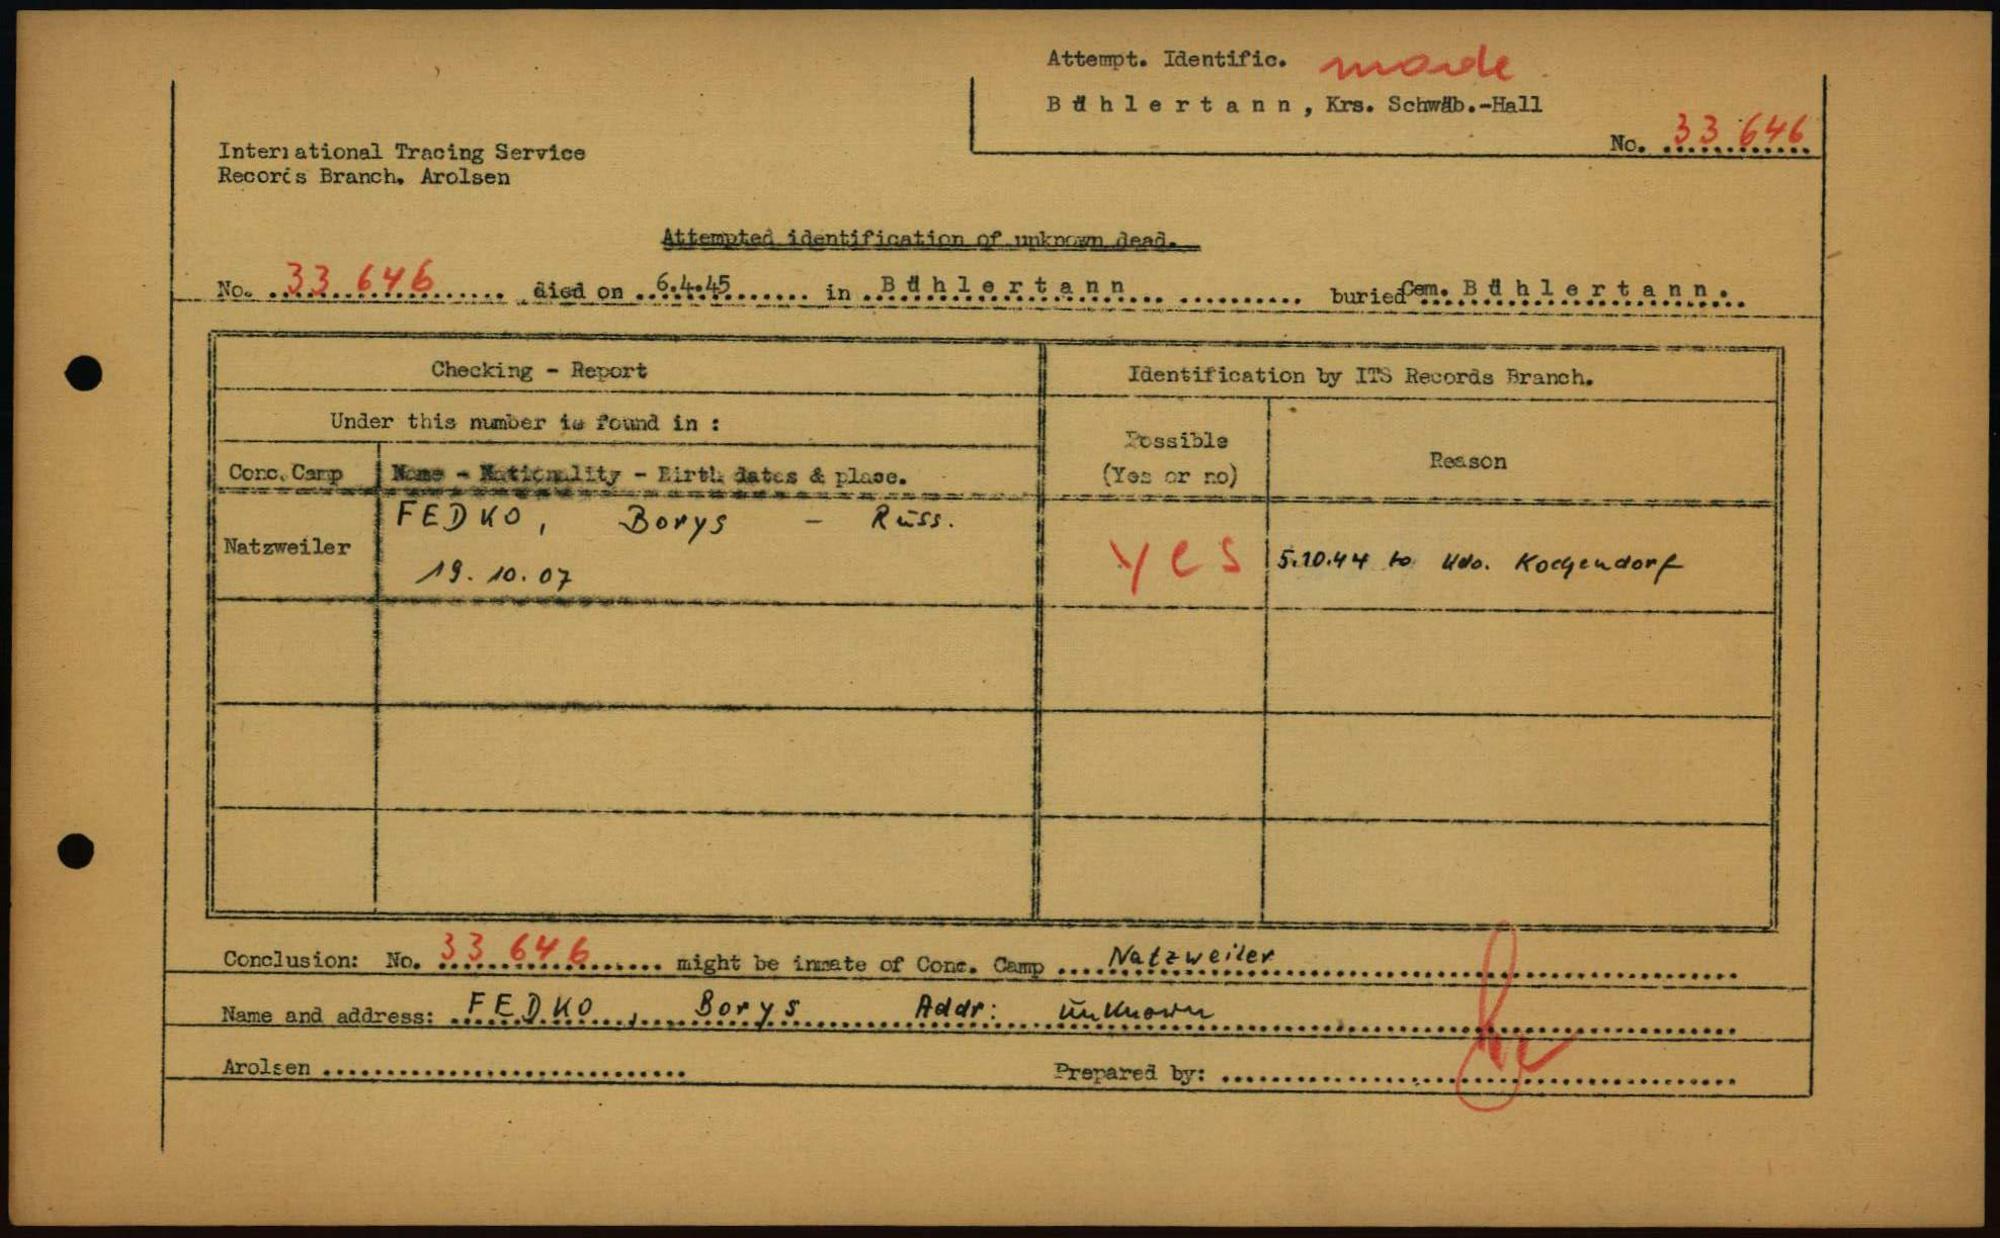 Attempt. Identific. made
B ü h l e r t a n n , Krs. Schwäb.-Hall
No. 33 646
International Tracing Service
Records Branch, Arolsen
Attempted identification of unknown dead.
No. 33 646 died on 6.4.45 in B ü h l e r t a n n buried Cem. B ü h l e r t a n n .
Checking - Report
Identification by ITS Records Branch.
Under this number is found in :
Possible
(Yes or no)
Reason
Conc. Camp
Name - Nationality - Birth dates & place.
Natzweiler
FEDKO, Borys - Russ.
19. 10. 07
yes
5.10.44 to Kdo. Kochendorf
Conclusion: No. 33 646 might be inmate of Conc. Camp Natzweiler
Name and address: FEDKO, Borys Addr: unknown
Arolsen
Prepared by: